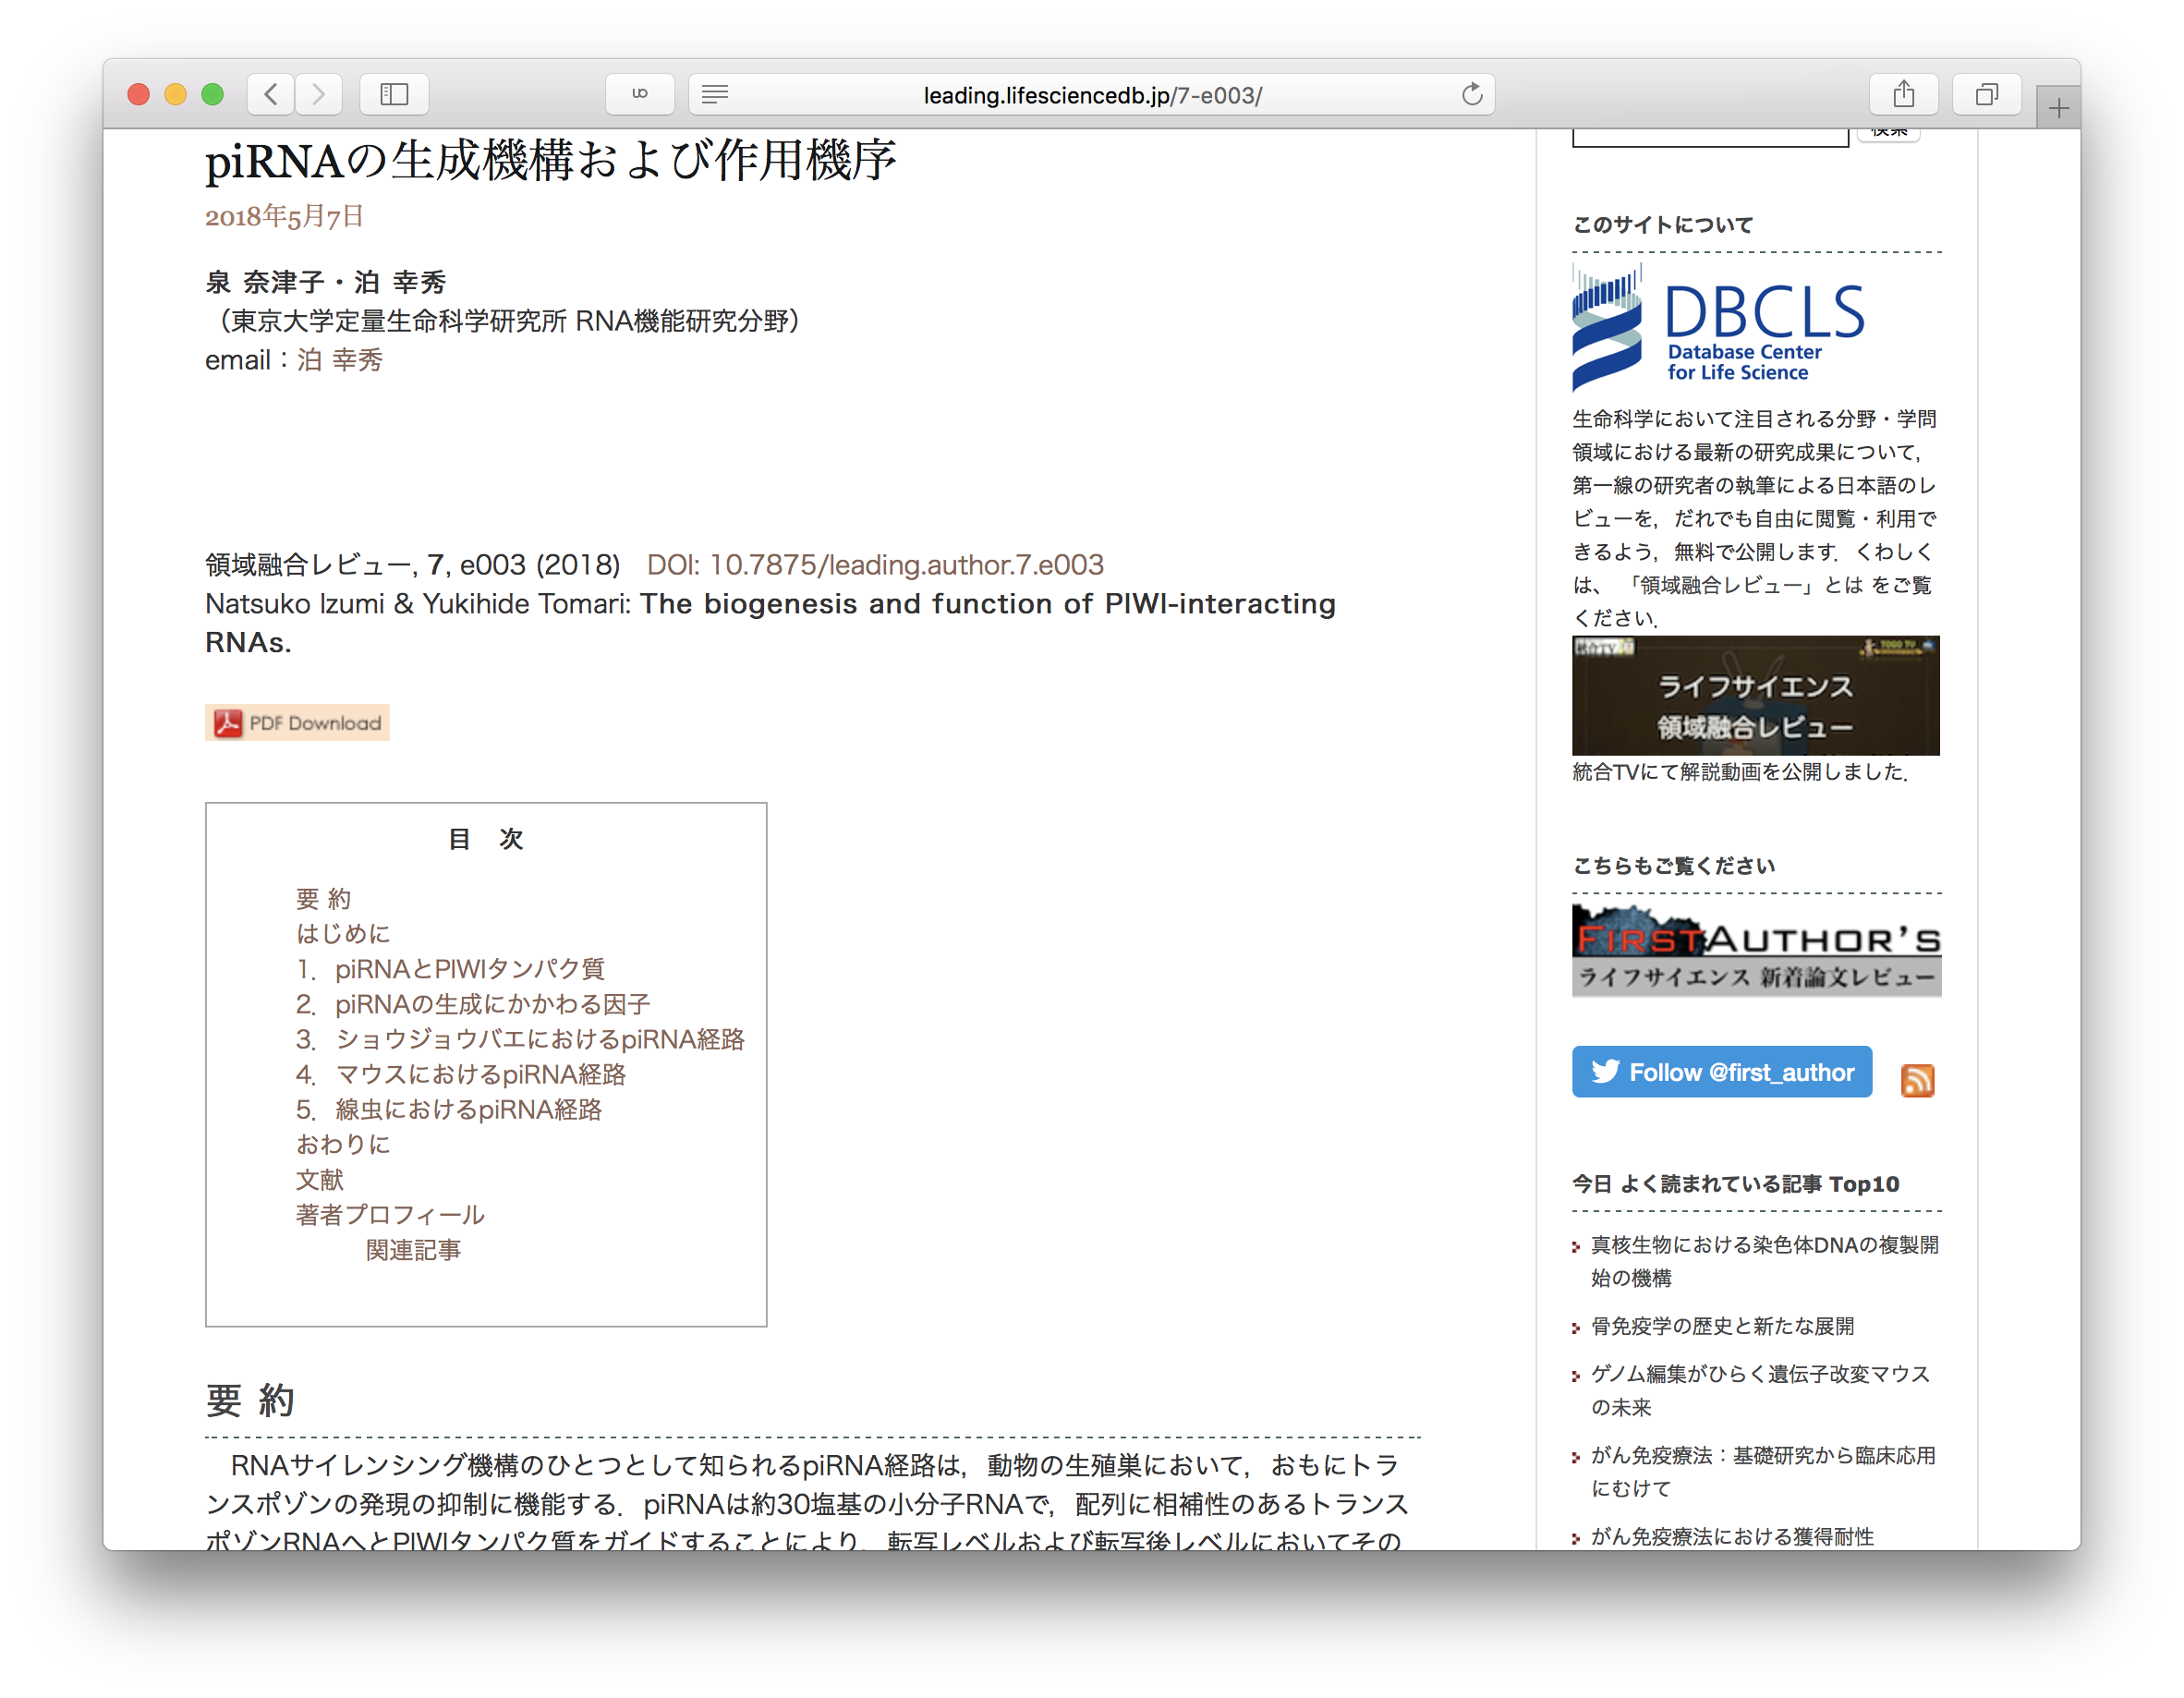 leading.lifesciencedb.jp/7-e003/
piRNAの生成機構および作用機序
2018年5月7日
泉 奈津子・泊 幸秀
（東京大学定量生命科学研究所 RNA機能研究分野）
email：泊 幸秀
領域融合レビュー, 7, e003 (2018) DOI: 10.7875/leading.author.7.e003
Natsuko Izumi & Yukihide Tomari: The biogenesis and function of PIWI-interacting
RNAs.
PDF Download
目 次
要 約
はじめに
1．piRNAとPIWIタンパク質
2．piRNAの生成にかかわる因子
3．ショウジョウバエにおけるpiRNA経路
4．マウスにおけるpiRNA経路
5．線虫におけるpiRNA経路
おわりに
文献
著者プロフィール
関連記事
要 約
RNAサイレンシング機構のひとつとして知られるpiRNA経路は，動物の生殖巣において，おもにトラ
ンスポゾンの発現の抑制に機能する．piRNAは約30塩基の小分子RNAで，配列に相補性のあるトランス
ポゾンRNAへとPIWIタンパク質をガイドすることにより，転写レベルおよび転写後レベルにおいてその
検索
このサイトについて
DBCLS
Database Center
for Life Science
生命科学において注目される分野・学問
領域における最新の研究成果について，
第一線の研究者の執筆による日本語のレ
ビューを，だれでも自由に閲覧・利用で
きるよう，無料で公開します．くわしく
は、 「領域融合レビュー」とは をご覧
ください．
統合TV
TOGO TV
ライフサイエンス
領域融合レビュー
統合TVにて解説動画を公開しました．
こちらもご覧ください
FIRST AUTHOR'S
ライフサイエンス 新着論文レビュー
Follow @first_author
今日 よく読まれている記事 Top10
真核生物における染色体DNAの複製開
始の機構
骨免疫学の歴史と新たな展開
ゲノム編集がひらく遺伝子改変マウス
の未来
がん免疫療法：基礎研究から臨床応用
にむけて
がん免疫療法における獲得耐性